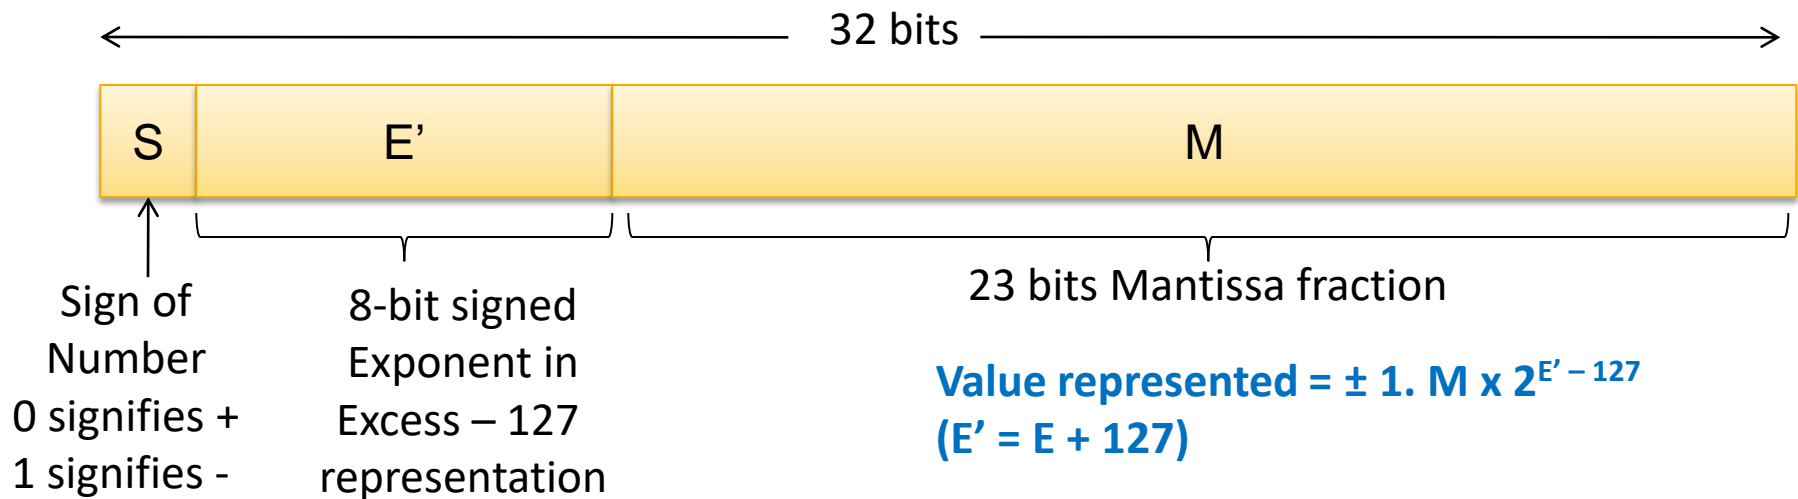 32 bits
S
E’
M
Sign of
Number
0 signifies +
1 signifies -
8-bit signed
Exponent in
Excess – 127
representation
23 bits Mantissa fraction
Value represented = ± 1. M x 2^{E’ – 127}
(E’ = E + 127)